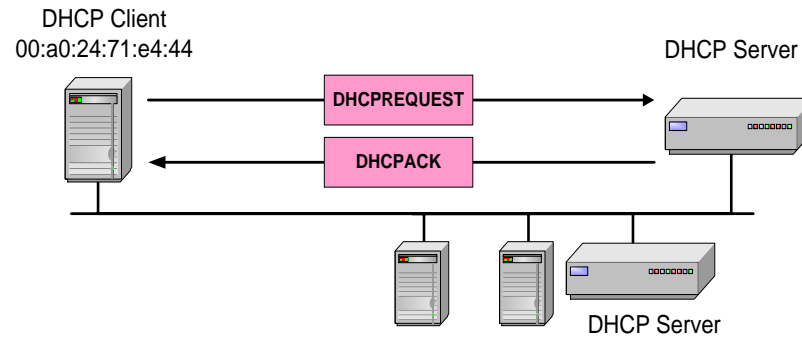 DHCP Client
00:a0:24:71:e4:44
DHCP Server
DHCPREQUEST
DHCPACK
DHCP Server